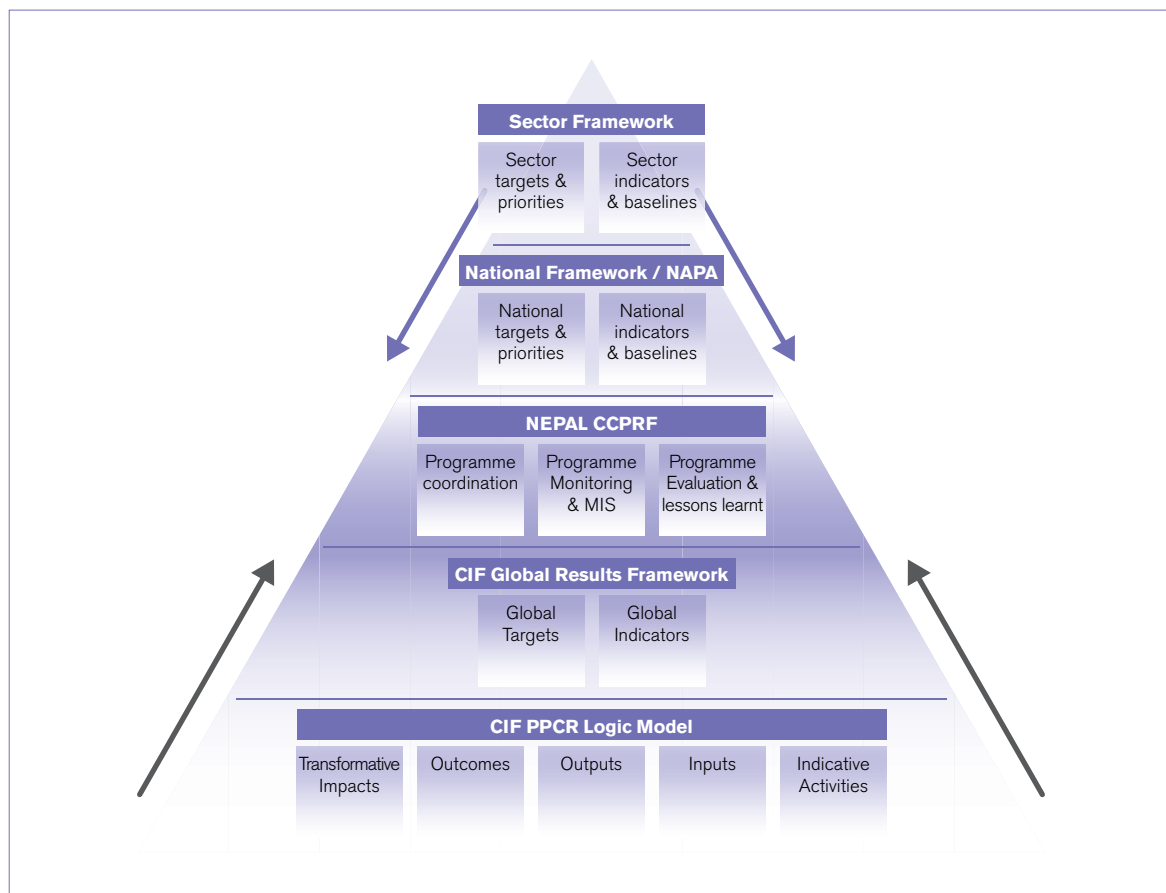 Sector Framework
Sector
targets &
priorities
Sector
indicators
& baselines
National Framework / NAPA
National
targets &
priorities
National
indicators
& baselines
NEPAL CCPRF
Programme
coordination
Programme
Monitoring
& MIS
Programme
Evaluation &
lessons learnt
CIF Global Results Framework
Global
Targets
Global
Indicators
CIF PPCR Logic Model
Transformative
Impacts
Outcomes
Outputs
Inputs
Indicative
Activities